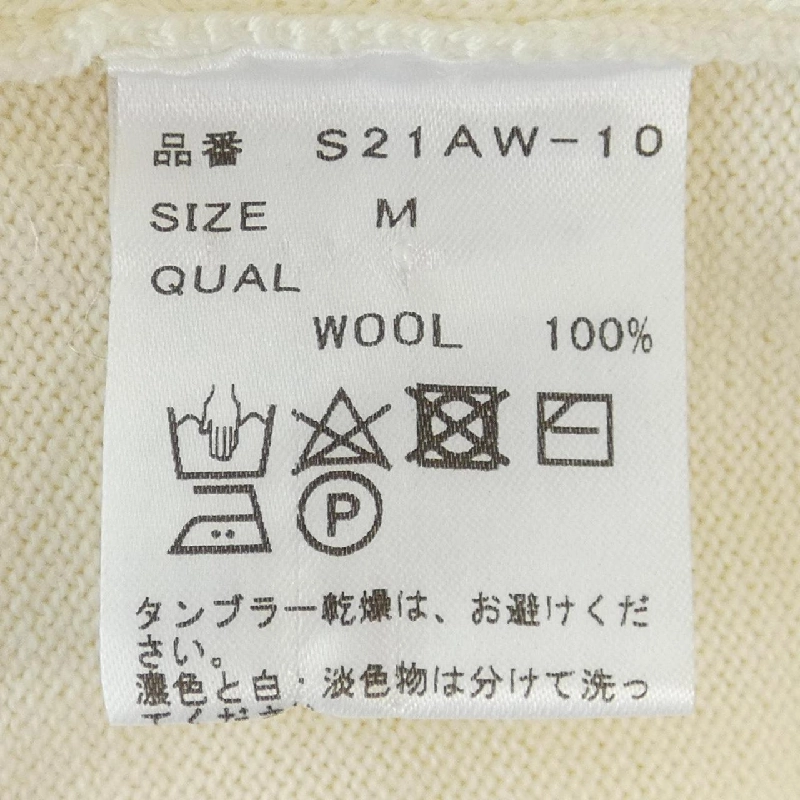 品番 S21AW-10
SIZE M
QUAL
WOOL 100%
P
タンブラー乾燥は、お避けくだ
さい。
濃色と白・淡色物は分けて洗っ